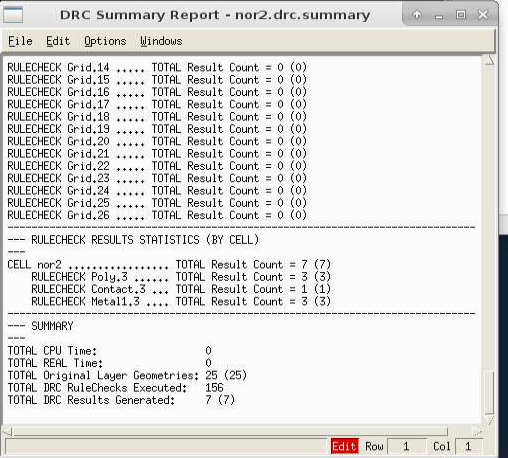 DRC Summary Report - nor2.drc.summary
File Edit Options Windows
RULECHECK Grid.14 ..... TOTAL Result Count = 0 (0)
RULECHECK Grid.15 ..... TOTAL Result Count = 0 (0)
RULECHECK Grid.16 ..... TOTAL Result Count = 0 (0)
RULECHECK Grid.17 ..... TOTAL Result Count = 0 (0)
RULECHECK Grid.18 ..... TOTAL Result Count = 0 (0)
RULECHECK Grid.19 ..... TOTAL Result Count = 0 (0)
RULECHECK Grid.20 ..... TOTAL Result Count = 0 (0)
RULECHECK Grid.21 ..... TOTAL Result Count = 0 (0)
RULECHECK Grid.22 ..... TOTAL Result Count = 0 (0)
RULECHECK Grid.23 ..... TOTAL Result Count = 0 (0)
RULECHECK Grid.24 ..... TOTAL Result Count = 0 (0)
RULECHECK Grid.25 ..... TOTAL Result Count = 0 (0)
RULECHECK Grid.26 ..... TOTAL Result Count = 0 (0)
--- RULECHECK RESULTS STATISTICS (BY CELL)
---
CELL nor2 ................. TOTAL Result Count = 7 (7)
RULECHECK Poly.3 ...... TOTAL Result Count = 3 (3)
RULECHECK Contact.3 ... TOTAL Result Count = 1 (1)
RULECHECK Metal1.3 .... TOTAL Result Count = 3 (3)
--- SUMMARY
---
TOTAL CPU Time: 0
TOTAL REAL Time: 0
TOTAL Original Layer Geometries: 25 (25)
TOTAL DRC RuleChecks Executed: 156
TOTAL DRC Results Generated: 7 (7)
Edit Row 1 Col 1